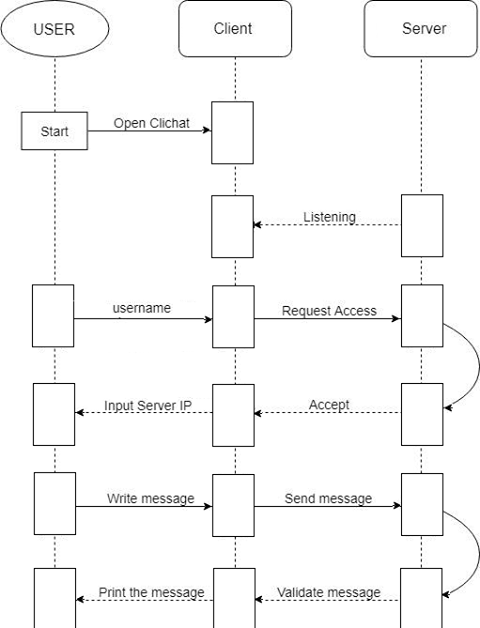 USER
Client
Server
Start
Open Clichat
Listening
username
Request Access
Input Server IP
Accept
Write message
Send message
Print the message
Validate message